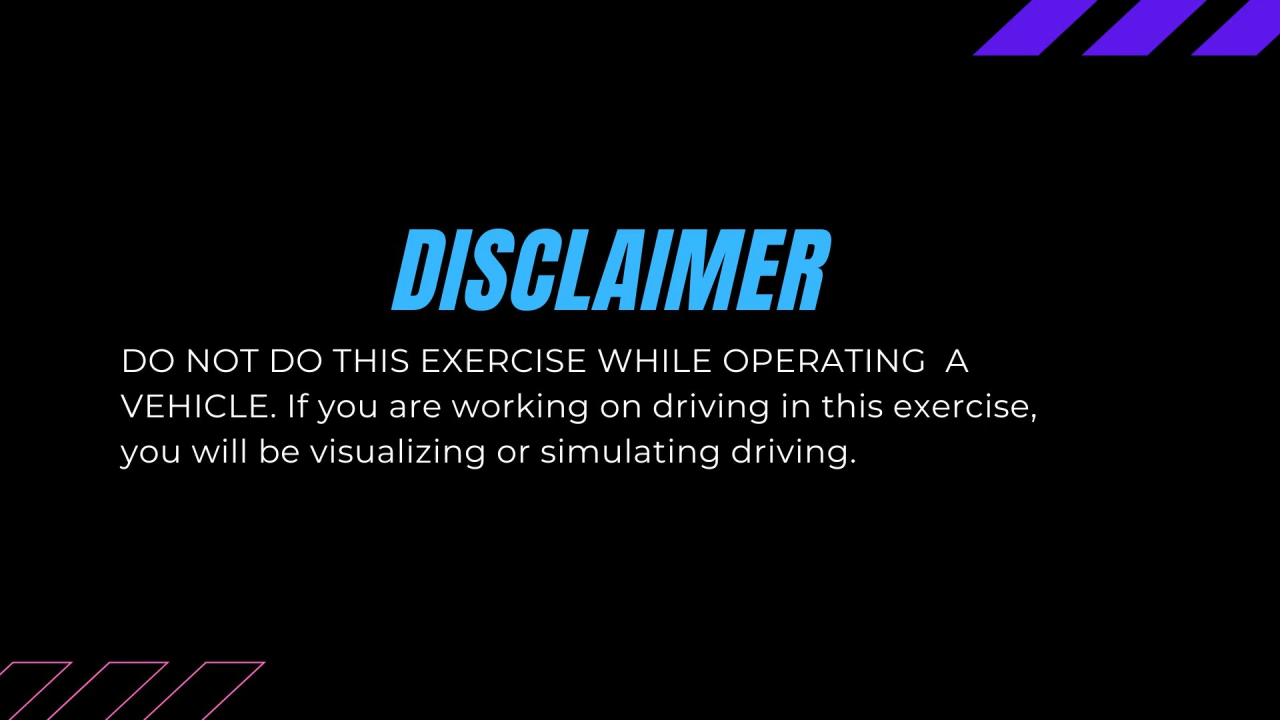 DISCLAIMER
DO NOT DO THIS EXERCISE WHILE OPERATING  A
VEHICLE. If you are working on driving in this exercise,
you will be visualizing or simulating driving.